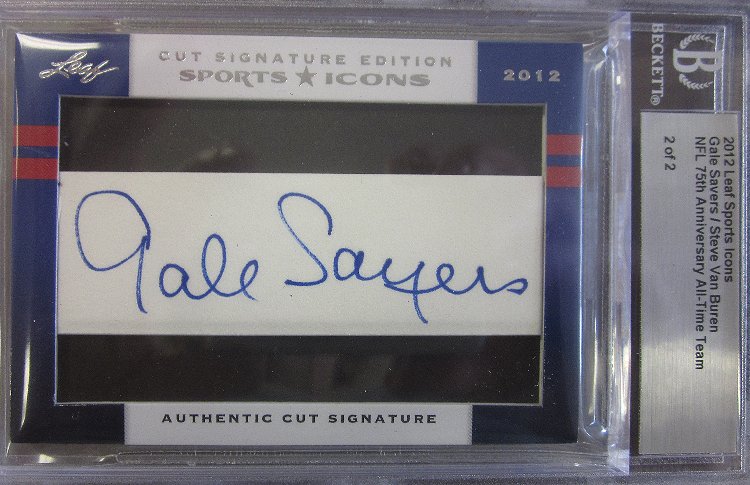 Leaf
CUT SIGNATURE EDITION
SPORTS ★ ICONS
2012
Gale Sayers
AUTHENTIC CUT SIGNATURE
BECKETT®
B
2012 Leaf Sports Icons
Gale Sayers / Steve Van Buren
NFL 75th Anniversary All-Time Team
2 of 2